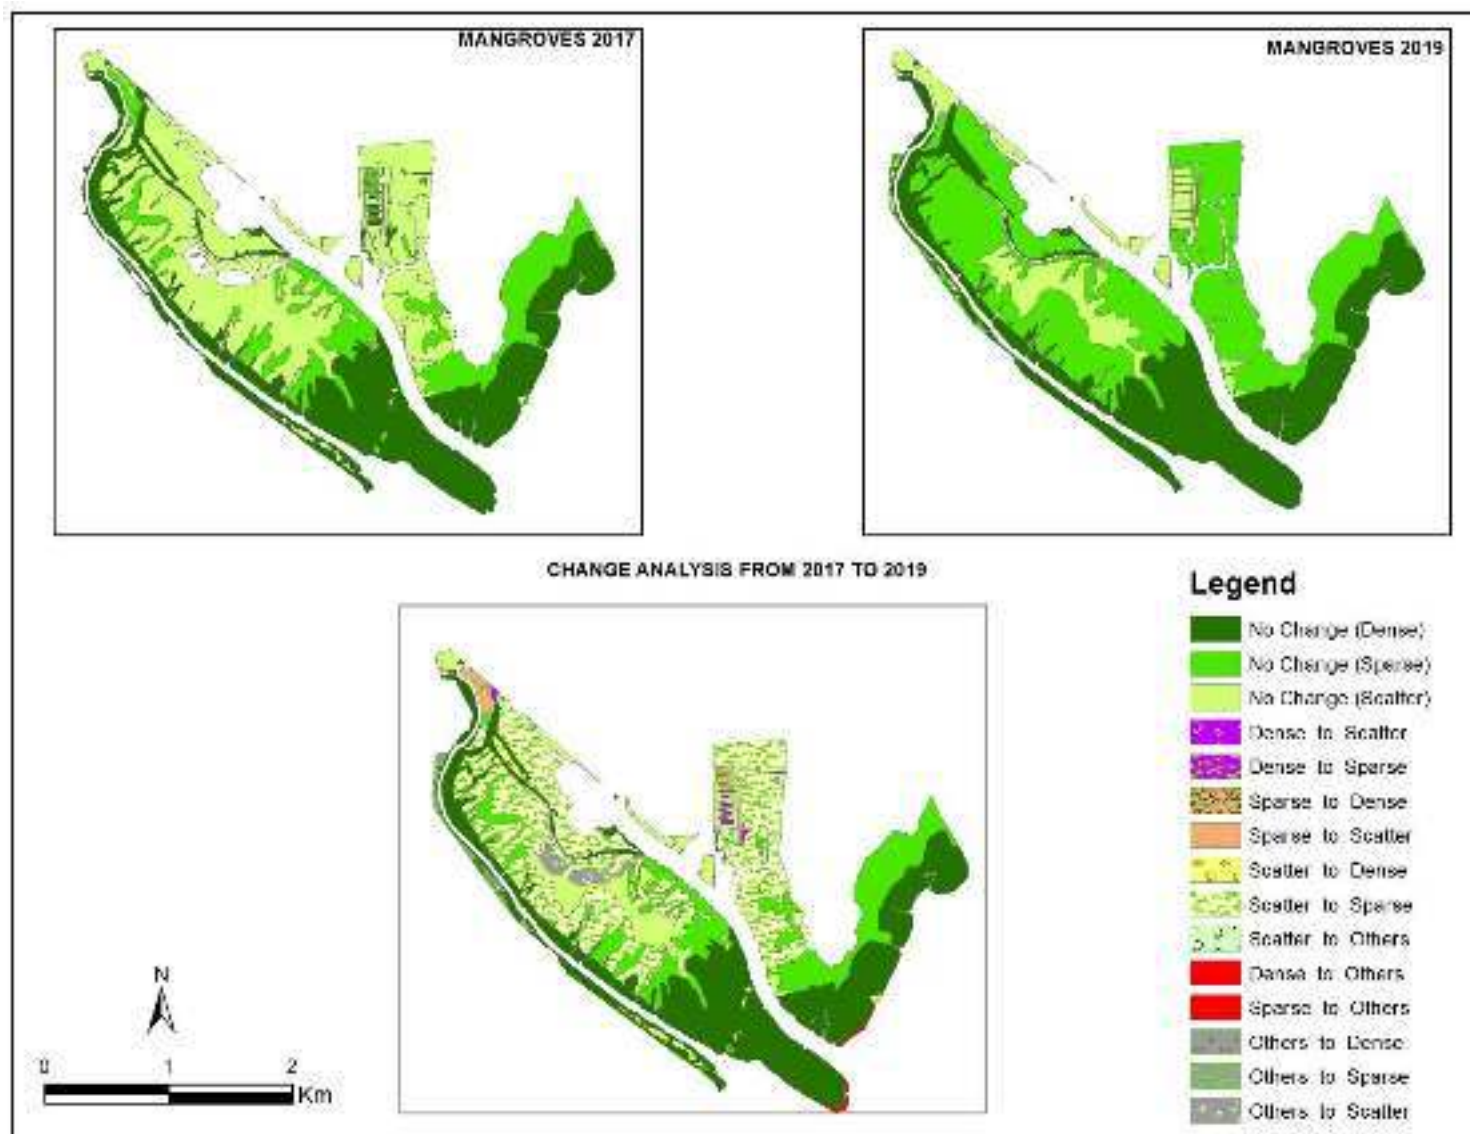 MANGROVES 2017
MANGROVES 2019
CHANGE ANALYSIS FROM 2017 TO 2019
Legend
No Change (Dense)
No Change (Sparse)
No Change (Scatter)
Dense to Scatter
Dense to Sparse
Sparse to Dense
Sparse to Scatter
Scatter to Dense
Scatter to Sparse
Scatter to Others
Dense to Others
Sparse to Others
Others to Dense
Others to Sparse
Others to Scatter
N
0 1 2
Km